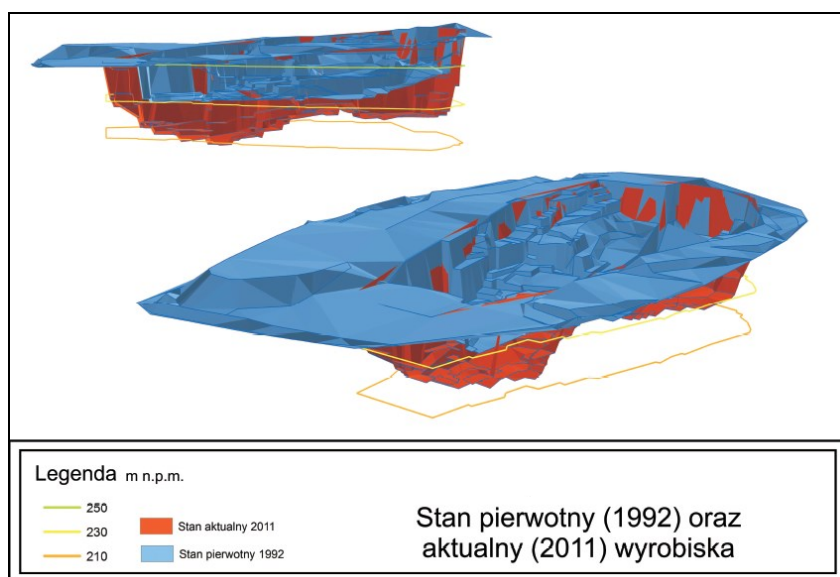 Legenda m n.p.m.
250
230
210
Stan aktualny 2011
Stan pierwotny 1992
Stan pierwotny (1992) oraz
aktualny (2011) wyrobiska